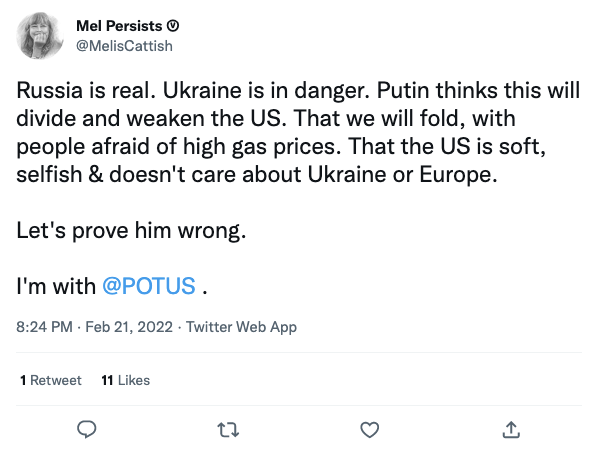 Mel Persists Ⓥ
@MelisCattish
Russia is real. Ukraine is in danger. Putin thinks this will
divide and weaken the US. That we will fold, with
people afraid of high gas prices. That the US is soft,
selfish & doesn't care about Ukraine or Europe.
Let's prove him wrong.
I'm with @POTUS .
8:24 PM · Feb 21, 2022 · Twitter Web App
1 Retweet 11 Likes